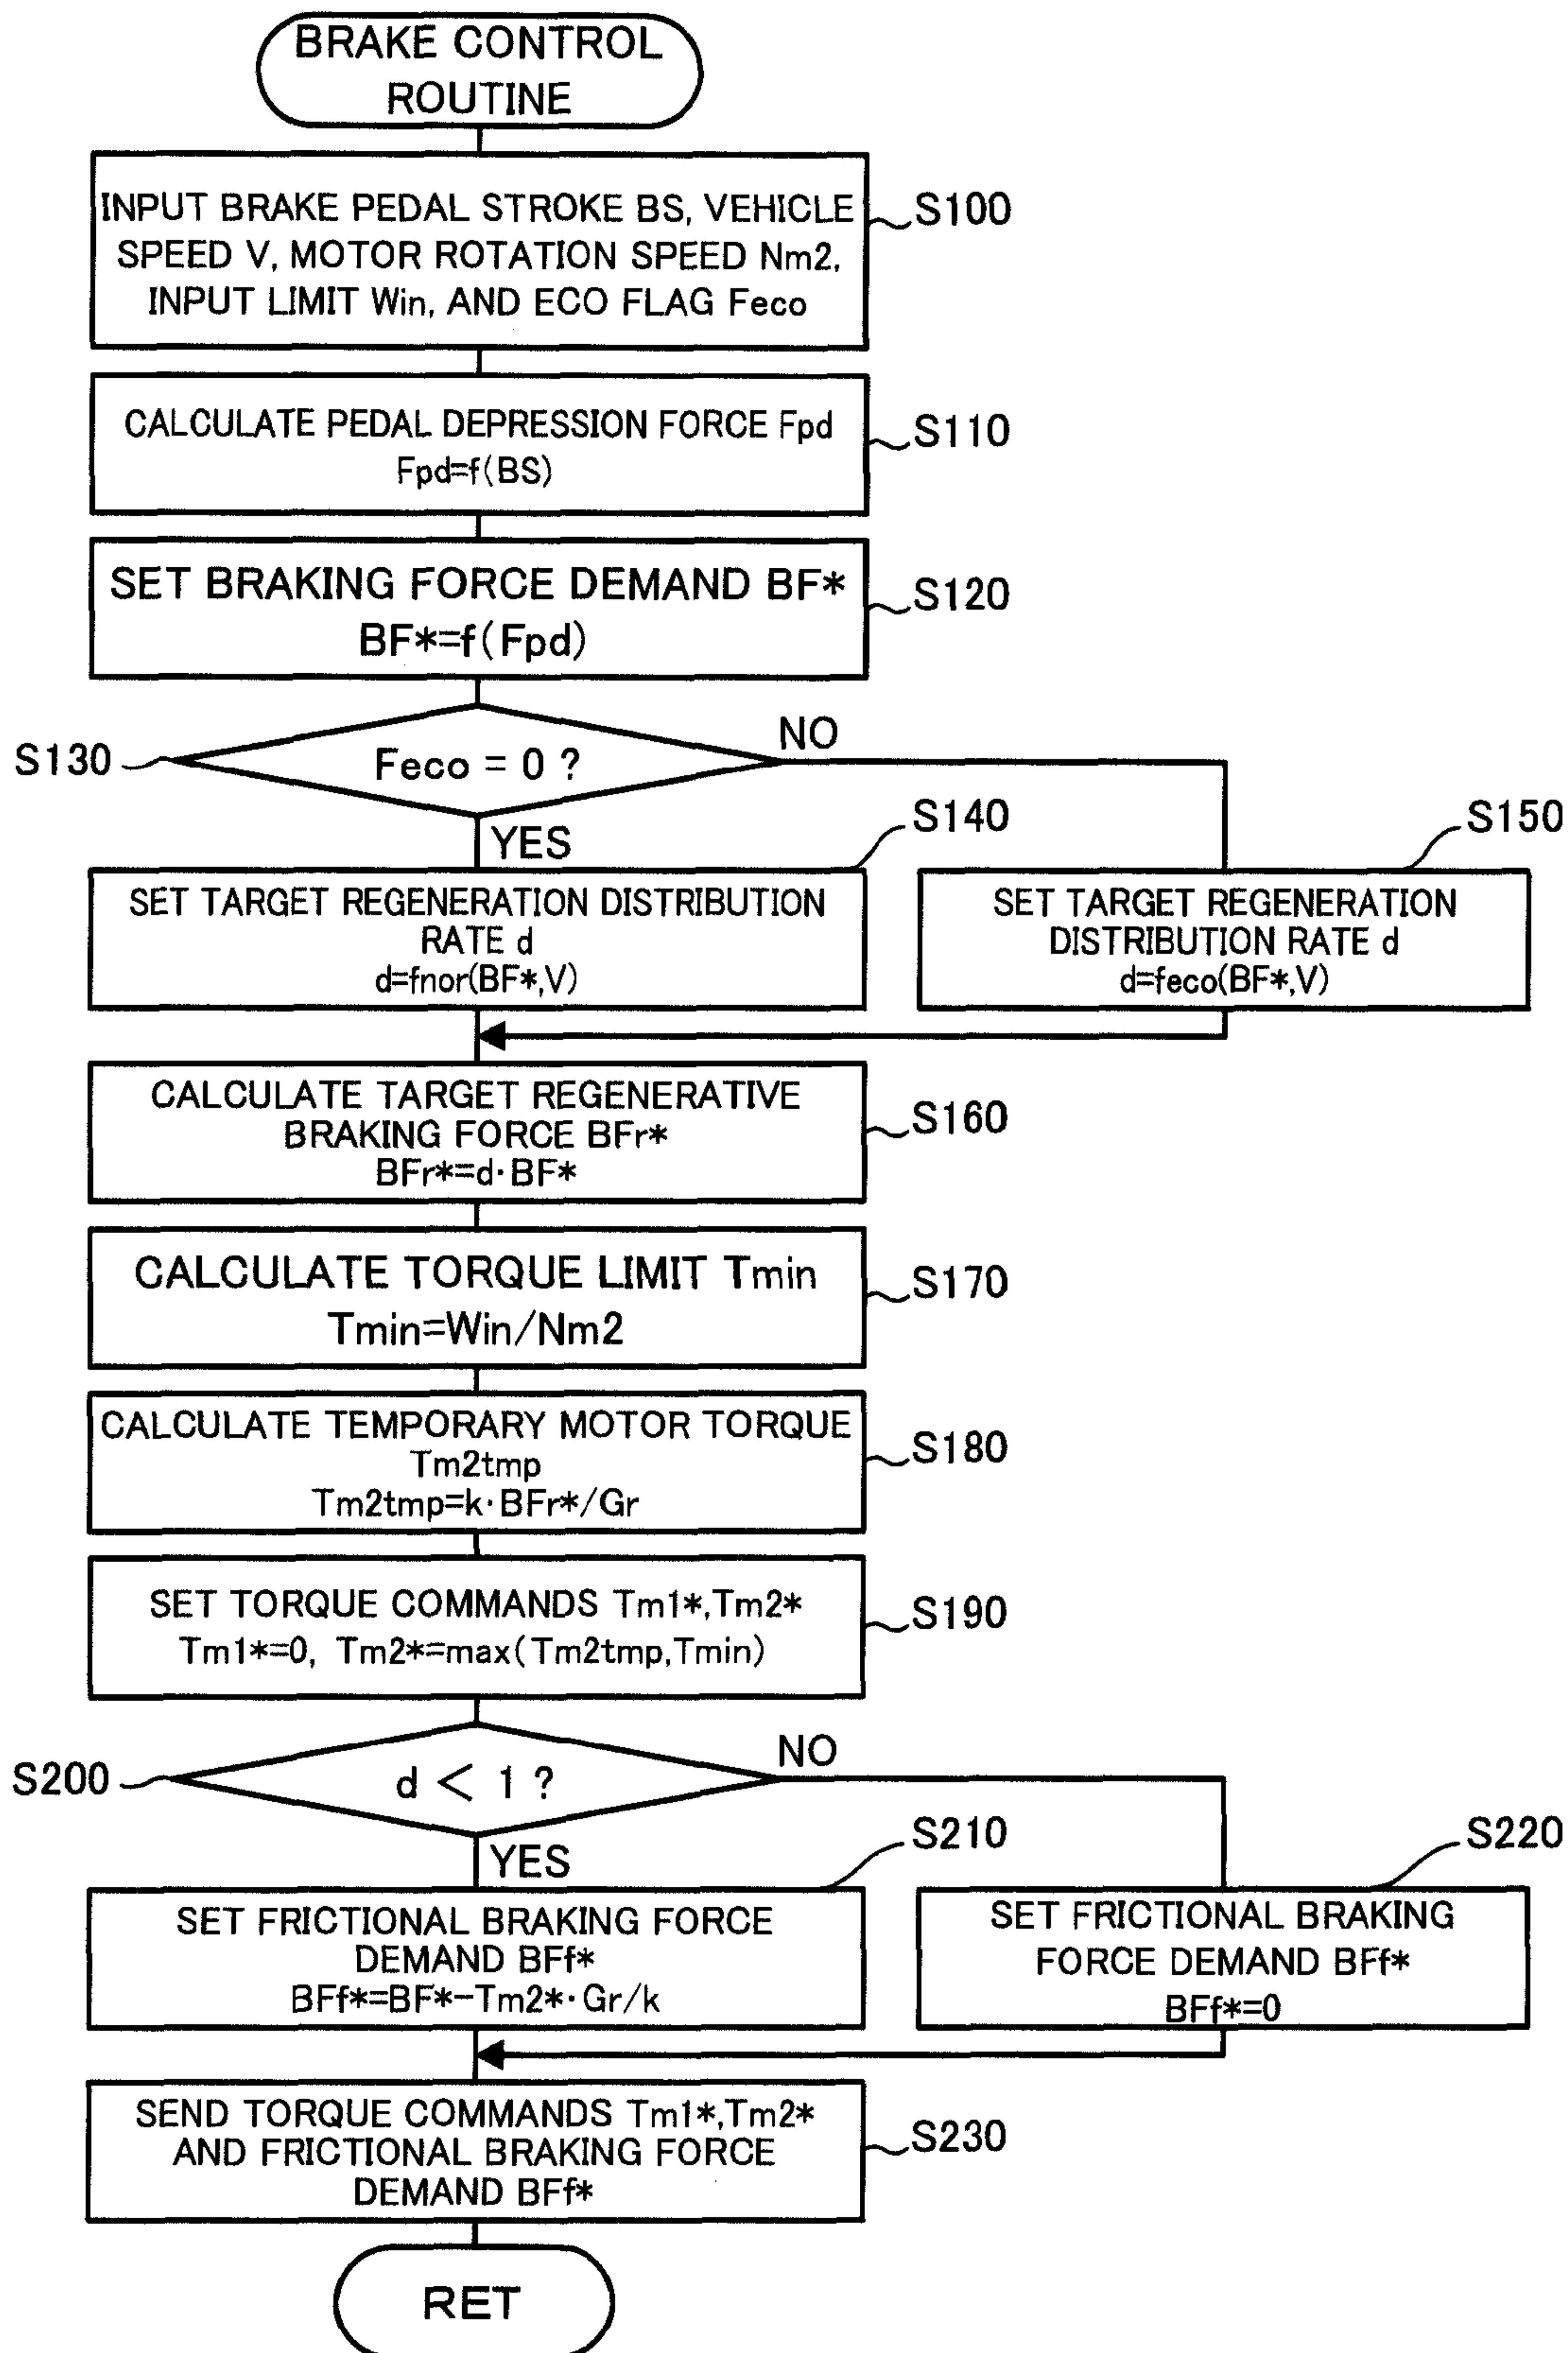 BRAKE CONTROL
ROUTINE
INPUT BRAKE PEDAL STROKE BS, VEHICLE
SPEED V, MOTOR ROTATION SPEED Nm2,
INPUT LIMIT Win, AND ECO FLAG Feco
S100
CALCULATE PEDAL DEPRESSION FORCE Fpd
Fpd=f(BS)
S110
SET BRAKING FORCE DEMAND BF*
BF*=f(Fpd)
S120
S130
Feco = 0 ?
NO
YES
S140
SET TARGET REGENERATION DISTRIBUTION
RATE d
d=fnor(BF*,V)
S150
SET TARGET REGENERATION
DISTRIBUTION RATE d
d=feco(BF*,V)
CALCULATE TARGET REGENERATIVE
BRAKING FORCE BFr*
BFr*=d·BF*
S160
CALCULATE TORQUE LIMIT Tmin
Tmin=Win/Nm2
S170
CALCULATE TEMPORARY MOTOR TORQUE
Tm2tmp
Tm2tmp=k·BFr*/Gr
S180
SET TORQUE COMMANDS Tm1*,Tm2*
Tm1*=0, Tm2*=max(Tm2tmp,Tmin)
S190
S200
d < 1 ?
NO
YES
S210
SET FRICTIONAL BRAKING FORCE
DEMAND BFf*
BFf*=BF*-Tm2*·Gr/k
S220
SET FRICTIONAL BRAKING
FORCE DEMAND BFf*
BFf*=0
SEND TORQUE COMMANDS Tm1*,Tm2*
AND FRICTIONAL BRAKING FORCE
DEMAND BFf*
S230
RET